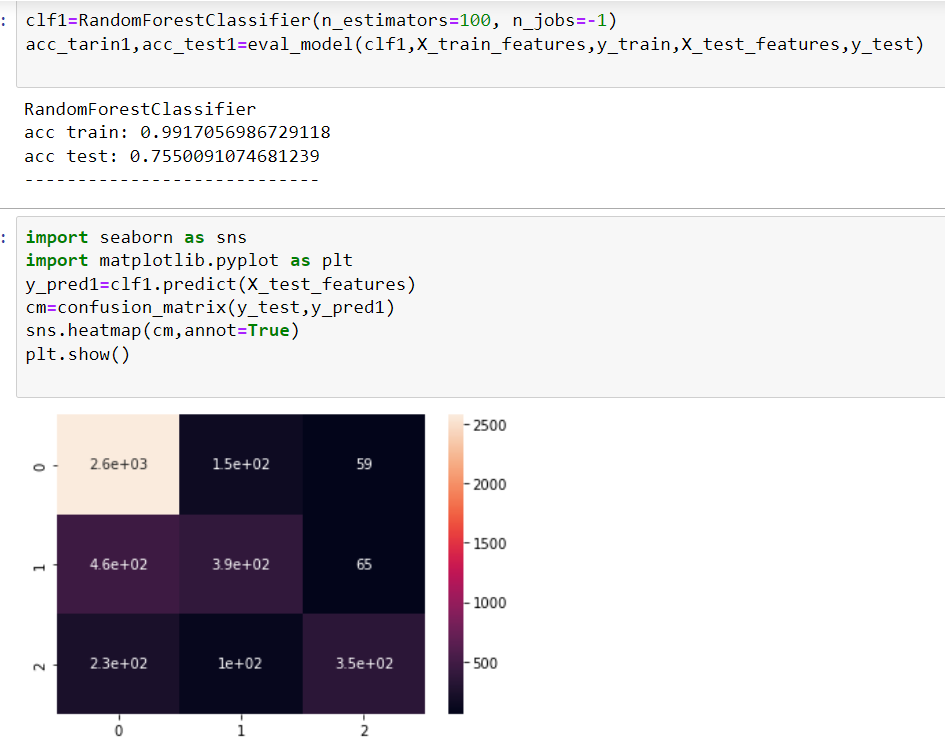 : clf1=RandomForestClassifier(n_estimators=100, n_jobs=-1)
acc_tarin1,acc_test1=eval_model(clf1,X_train_features,y_train,X_test_features,y_test)
RandomForestClassifier
acc train: 0.9917056986729118
acc test: 0.7550091074681239
----------------------------
: import seaborn as sns
import matplotlib.pyplot as plt
y_pred1=clf1.predict(X_test_features)
cm=confusion_matrix(y_test,y_pred1)
sns.heatmap(cm,annot=True)
plt.show()
0 2.6e+03 1.5e+02 59
1 4.6e+02 3.9e+02 65
2 2.3e+02 1e+02 3.5e+02
0 1 2
2500
2000
1500
1000
500